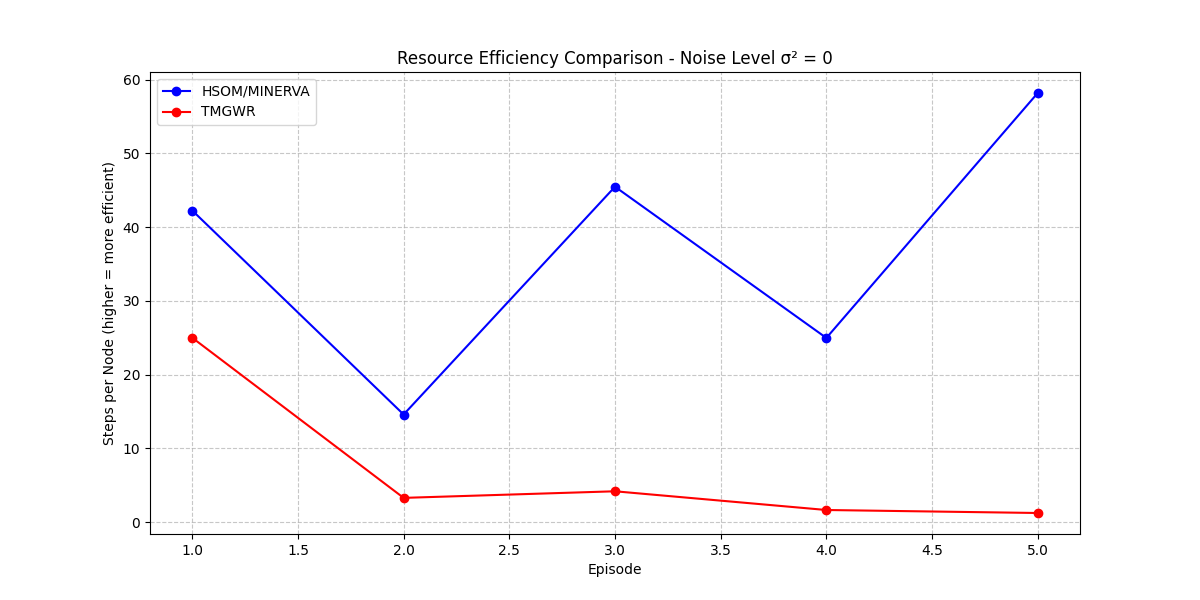 Resource Efficiency Comparison - Noise Level σ² = 0
Steps per Node (higher = more efficient)
60
50
40
30
20
10
0
HSOM/MINERVA
TMGWR
1.0 1.5 2.0 2.5 3.0 3.5 4.0 4.5 5.0
Episode